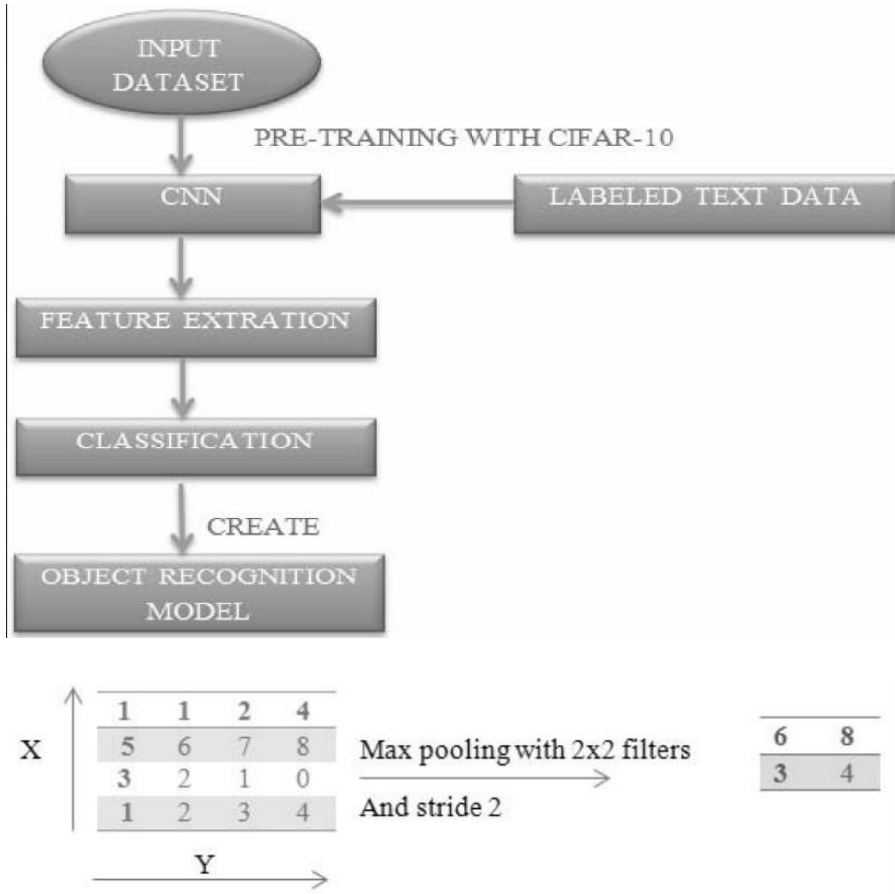 INPUT
DATASET
PRE-TRAINING WITH CIFAR-10
CNN
LABELED TEXT DATA
FEATURE EXTRATION
CLASSIFICATION
CREATE
OBJECT RECOGNITION
MODEL
X
1 1 2 4
5 6 7 8
3 2 1 0
1 2 3 4
Y
Max pooling with 2x2 filters
And stride 2
6 8
3 4